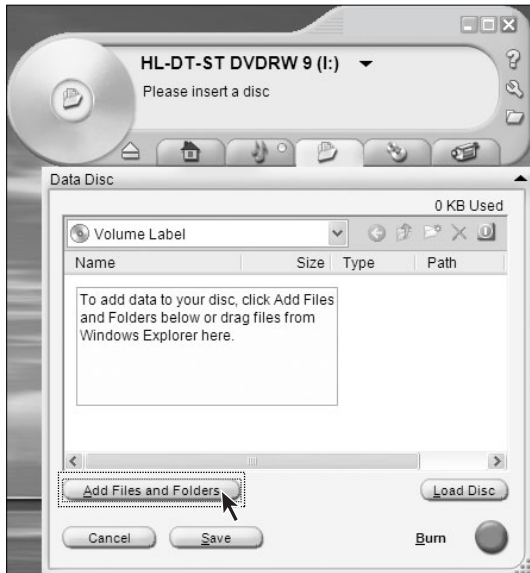 HL-DT-ST DVDRW 9 (I:)
Please insert a disc
Data Disc
0 KB Used
Volume Label
Name Size Type Path
To add data to your disc, click Add Files
and Folders below or drag files from
Windows Explorer here.
Add Files and Folders
Load Disc
Cancel Save Burn